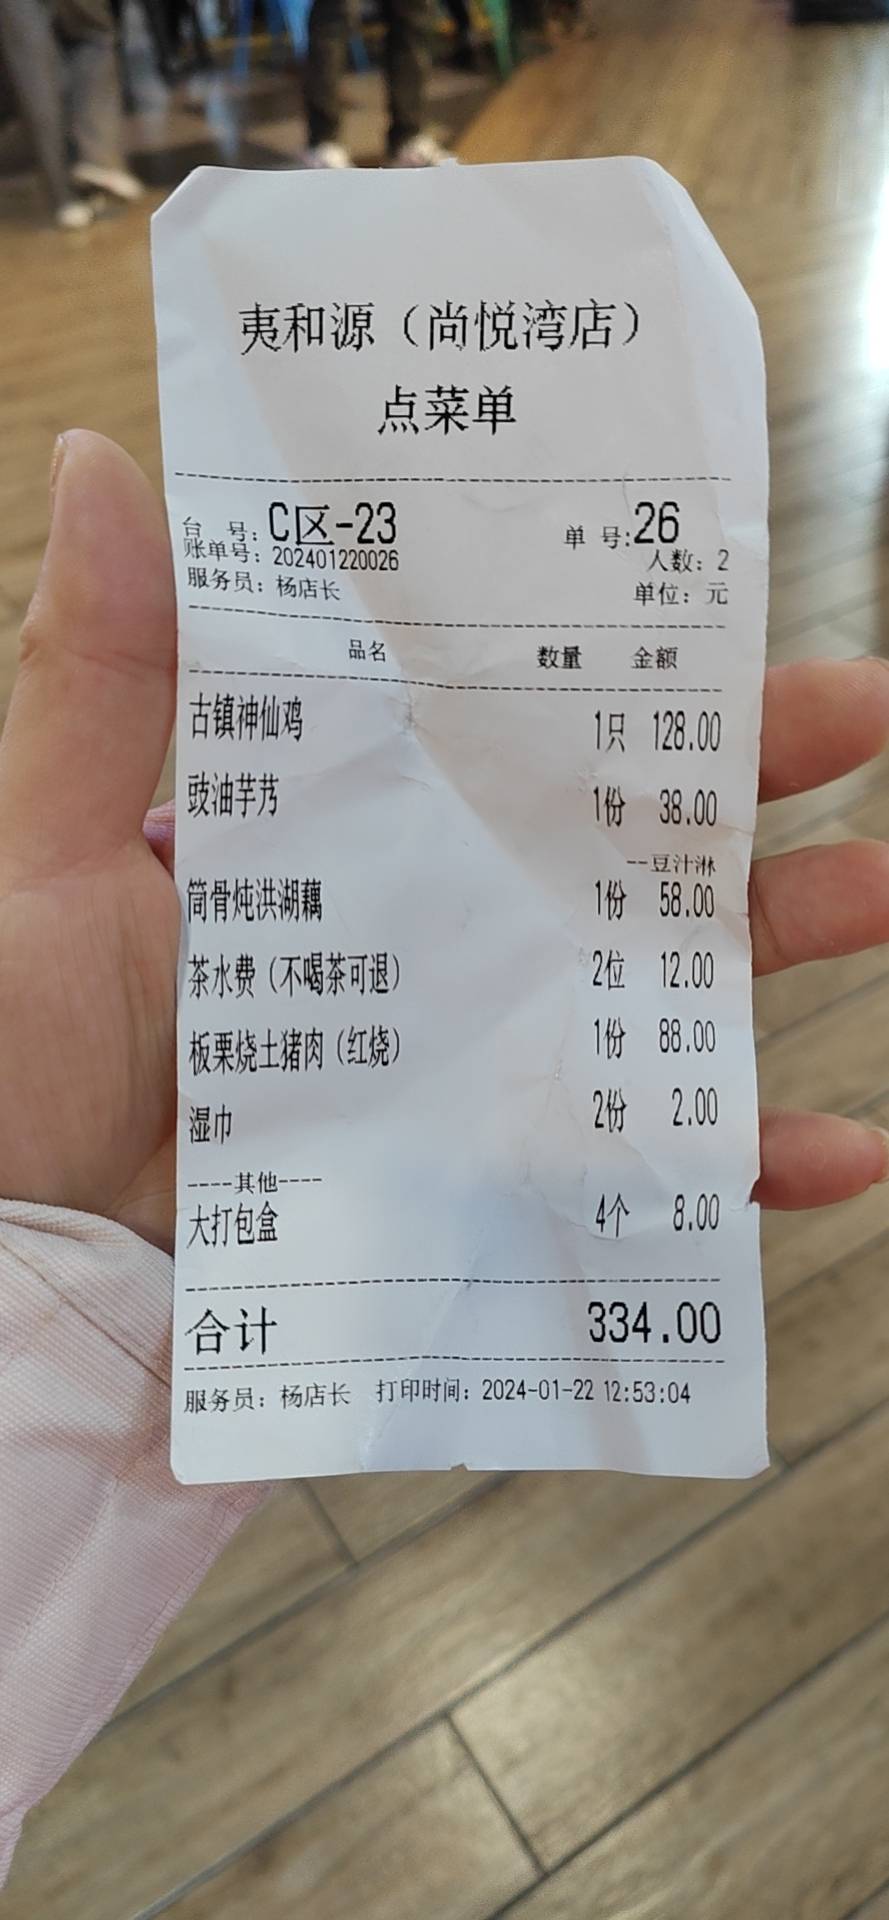 夷和源（尚悦湾店）
点菜单
台 号：C区-23 单 号:26
账单号：202401220026 人数：2
服务员：杨店长 单位：元
品名 数量 金额
古镇神仙鸡 1只 128.00
豉油芋艿 1份 38.00
--豆汁淋
筒骨炖洪湖藕 1份 58.00
茶水费（不喝茶可退） 2位 12.00
板栗烧土猪肉（红烧） 1份 88.00
湿巾 2份 2.00
----其他----
大打包盒 4个 8.00
合计 334.00
服务员：杨店长 打印时间：2024-01-22 12:53:04